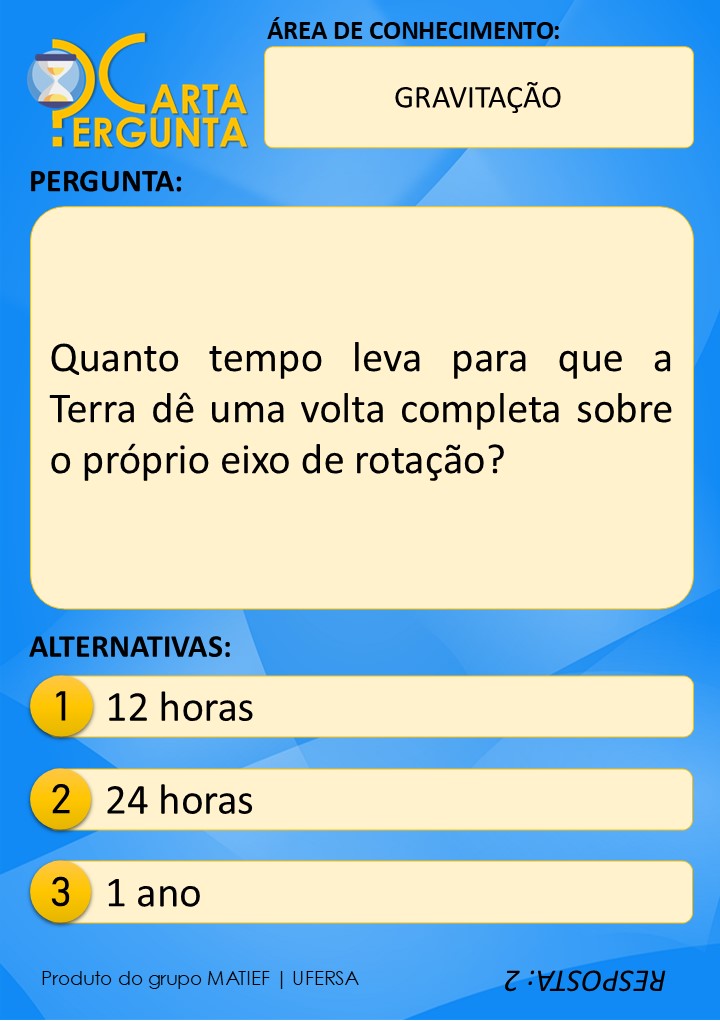 ÁREA DE CONHECIMENTO:
CARTA
PERGUNTA
GRAVITAÇÃO
PERGUNTA:
Quanto tempo leva para que a
Terra dê uma volta completa sobre
o próprio eixo de rotação?
ALTERNATIVAS:
1 12 horas
2 24 horas
3 1 ano
Produto do grupo MATIEF | UFERSA
RESPOSTA: 2